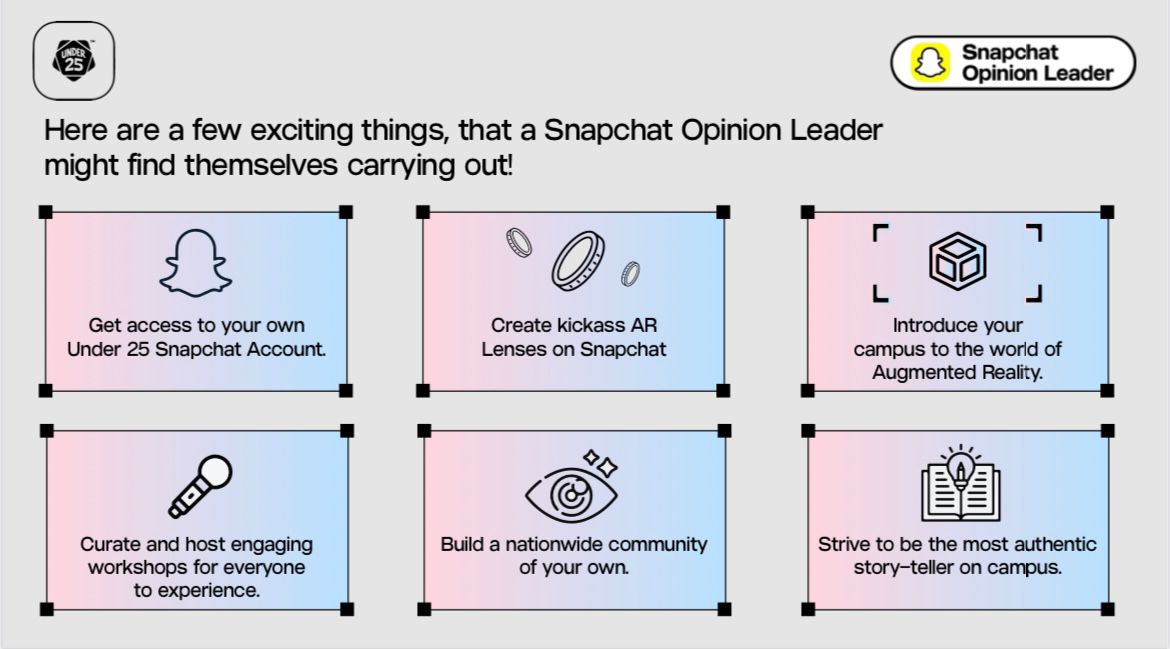 UNDER
25
TM
Snapchat
Opinion Leader
Here are a few exciting things, that a Snapchat Opinion Leader
might find themselves carrying out!
Get access to your own
Under 25 Snapchat Account.
Create kickass AR
Lenses on Snapchat
Introduce your
campus to the world of
Augmented Reality.
Curate and host engaging
workshops for everyone
to experience.
Build a nationwide community
of your own.
Strive to be the most authentic
story-teller on campus.